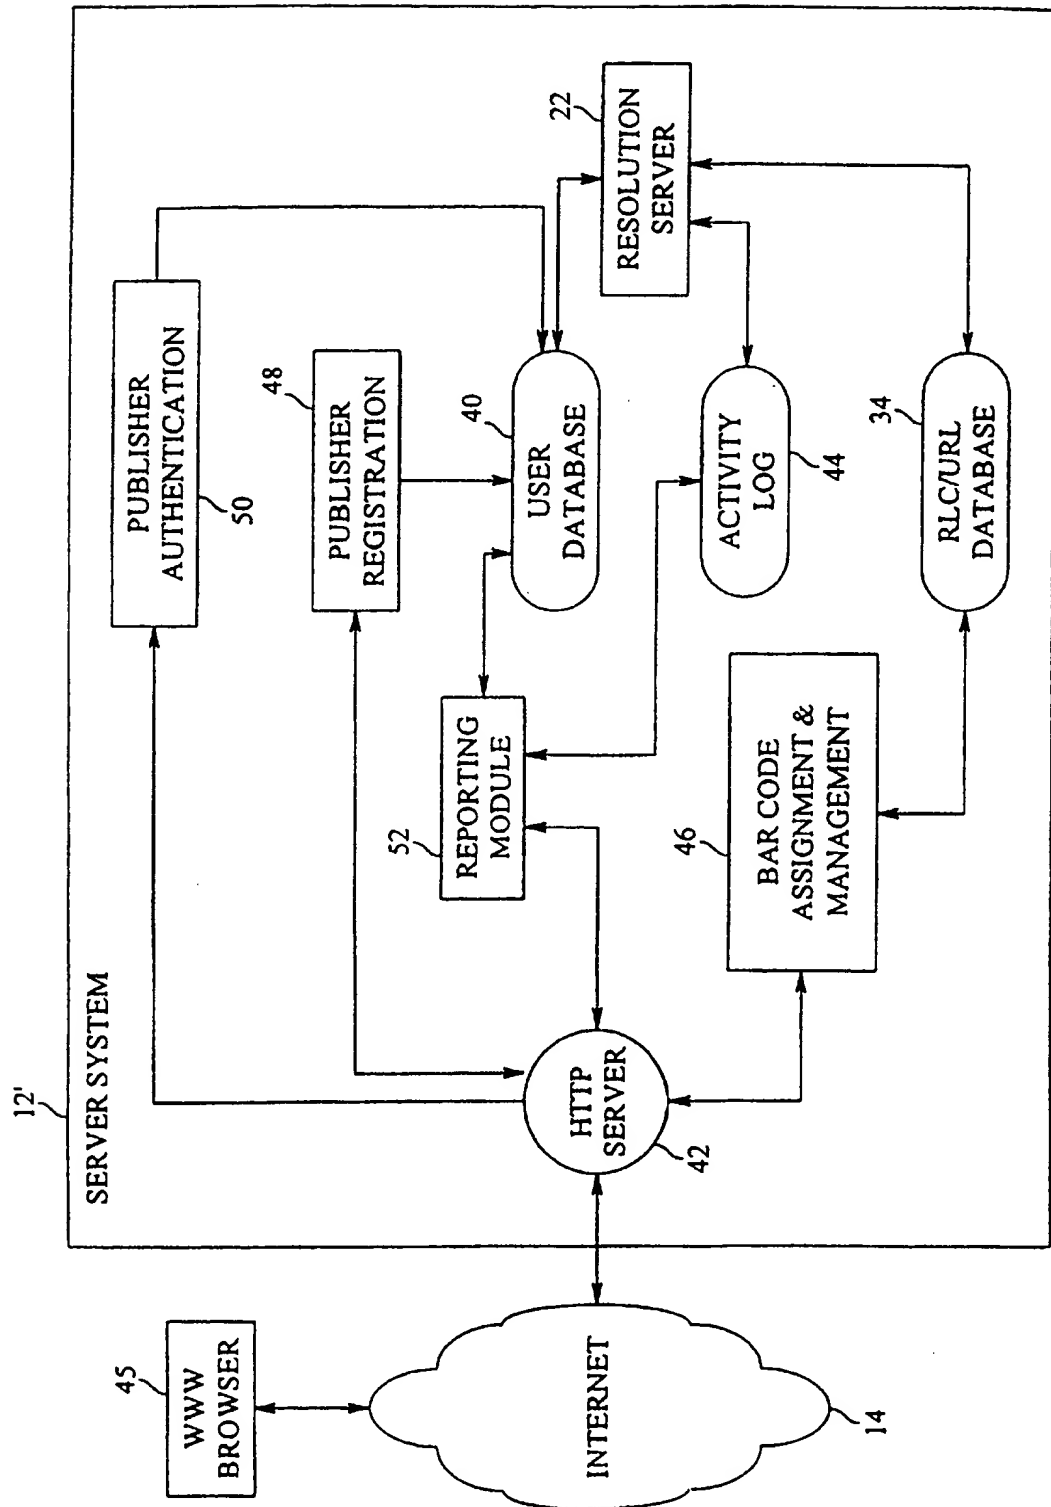 12'
SERVER SYSTEM
45
WWW
BROWSER
INTERNET
14
HTTP
SERVER
42
PUBLISHER
AUTHENTICATION
50
48
PUBLISHER
REGISTRATION
52
REPORTING
MODULE
40
USER
DATABASE
22
RESOLUTION
SERVER
ACTIVITY
LOG
44
46
BAR CODE
ASSIGNMENT &
MANAGEMENT
34
RLC/URL
DATABASE